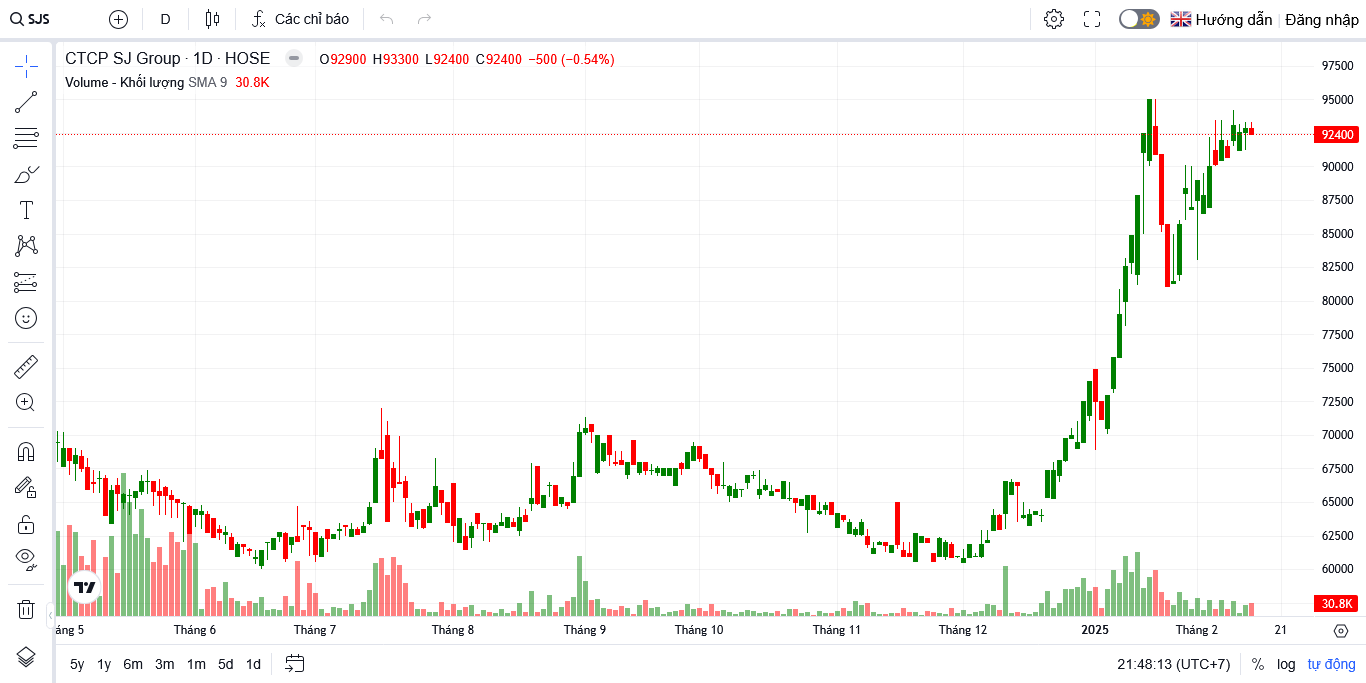 SJS D Các chỉ báo Hướng dẫn Đăng nhập
CTCP SJ Group · 1D · HOSE O92900 H93300 L92400 C92400 −500 (−0.54%)
Volume - Khối lượng SMA 9 30.8K
97500
95000
92400
90000
87500
85000
82500
80000
77500
75000
72500
70000
67500
65000
62500
60000
30.8K
áng 5 Tháng 6 Tháng 7 Tháng 8 Tháng 9 Tháng 10 Tháng 11 Tháng 12 2025 Tháng 2 21
5y 1y 6m 3m 1m 5d 1d 21:48:13 (UTC+7) % log tự động